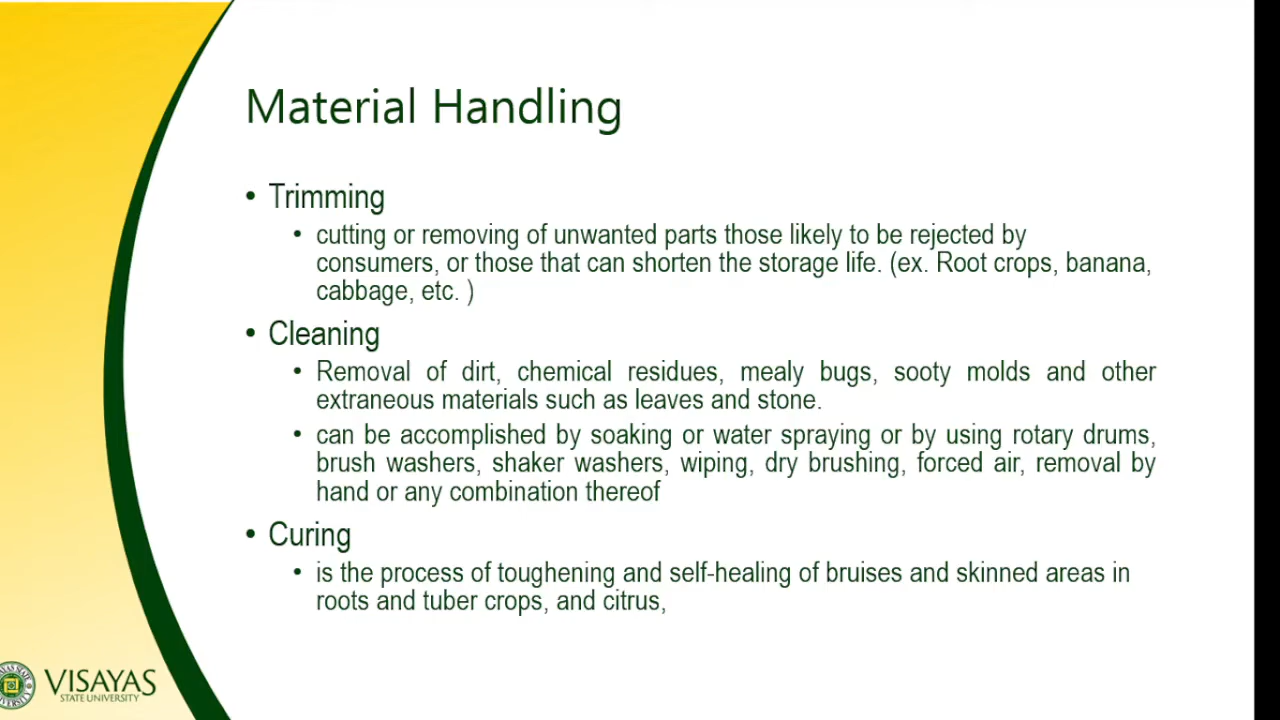 Material Handling
• Trimming
• cutting or removing of unwanted parts those likely to be rejected by
consumers, or those that can shorten the storage life. (ex. Root crops, banana,
cabbage, etc. )
• Cleaning
• Removal of dirt, chemical residues, mealy bugs, sooty molds and other
extraneous materials such as leaves and stone.
• can be accomplished by soaking or water spraying or by using rotary drums,
brush washers, shaker washers, wiping, dry brushing, forced air, removal by
hand or any combination thereof
• Curing
• is the process of toughening and self-healing of bruises and skinned areas in
roots and tuber crops, and citrus,
VISAYAS
STATE UNIVERSITY